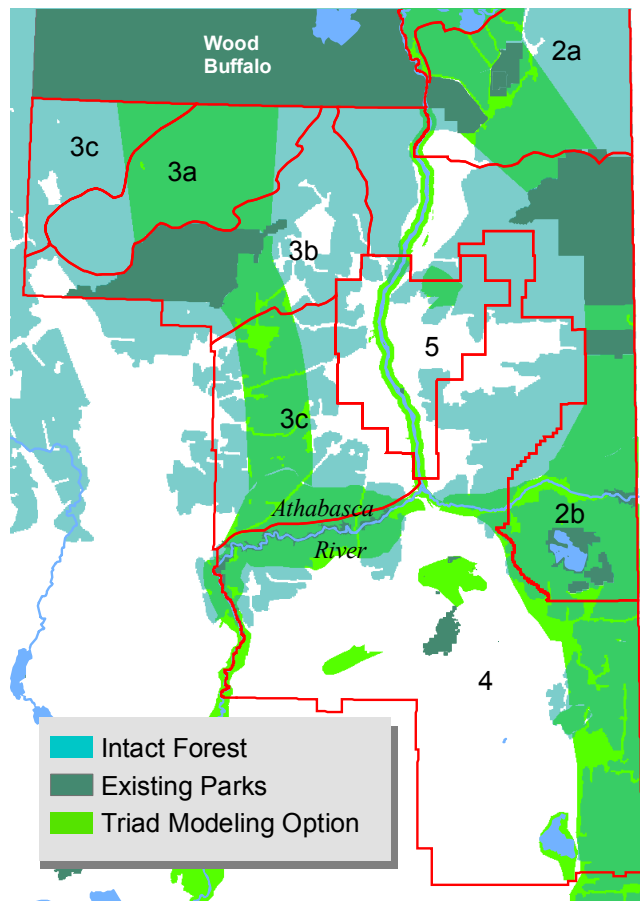 Wood
Buffalo
2a
3c
3a
3b
5
3c
Athabasca
River
2b
4
Intact Forest
Existing Parks
Triad Modeling Option